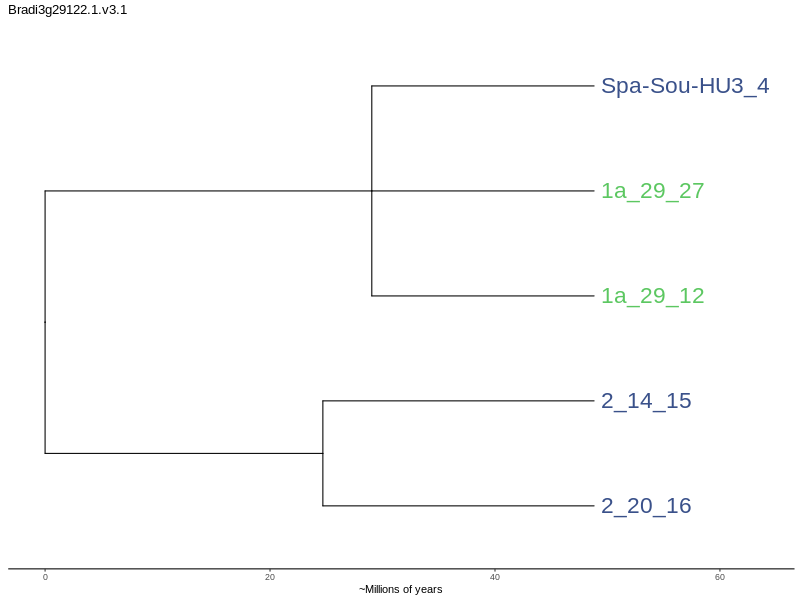 Bradi3g29122.1.v3.1
Spa-Sou-HU3_4
1a_29_27
1a_29_12
2_14_15
2_20_16
0 20 40 60
~Millions of years